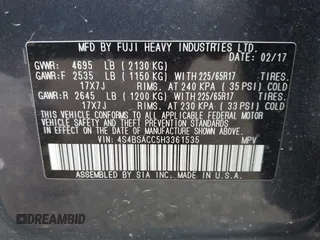 MFD BY FUJI HEAVY INDUSTRIES LTD.
DATE: 02/17
GVWR: 4695 LB (2130 KG)
GAWR:F 2535 LB (1150 KG) WITH 225/65R17 TIRES,
17X7J RIMS, AT 240 KPA ( 35 PSI) COLD
GAWR:R 2645 LB (1200 KG) WITH 225/65R17 TIRES,
17X7J RIMS, AT 230 KPA ( 33 PSI) COLD
THIS VEHICLE CONFORMS TO ALL APPLICABLE FEDERAL
MOTOR VEHICLE SAFETY, BUMPER, AND THEFT PREVENTION
STANDARDS IN EFFECT ON THE DATE OF MANUFACTURE
SHOWN ABOVE.
VIN: 4S4BSACC5H3361535 MPV
ASSEMBLED BY SIA INC. MADE IN U.S.A.
DREAMBID